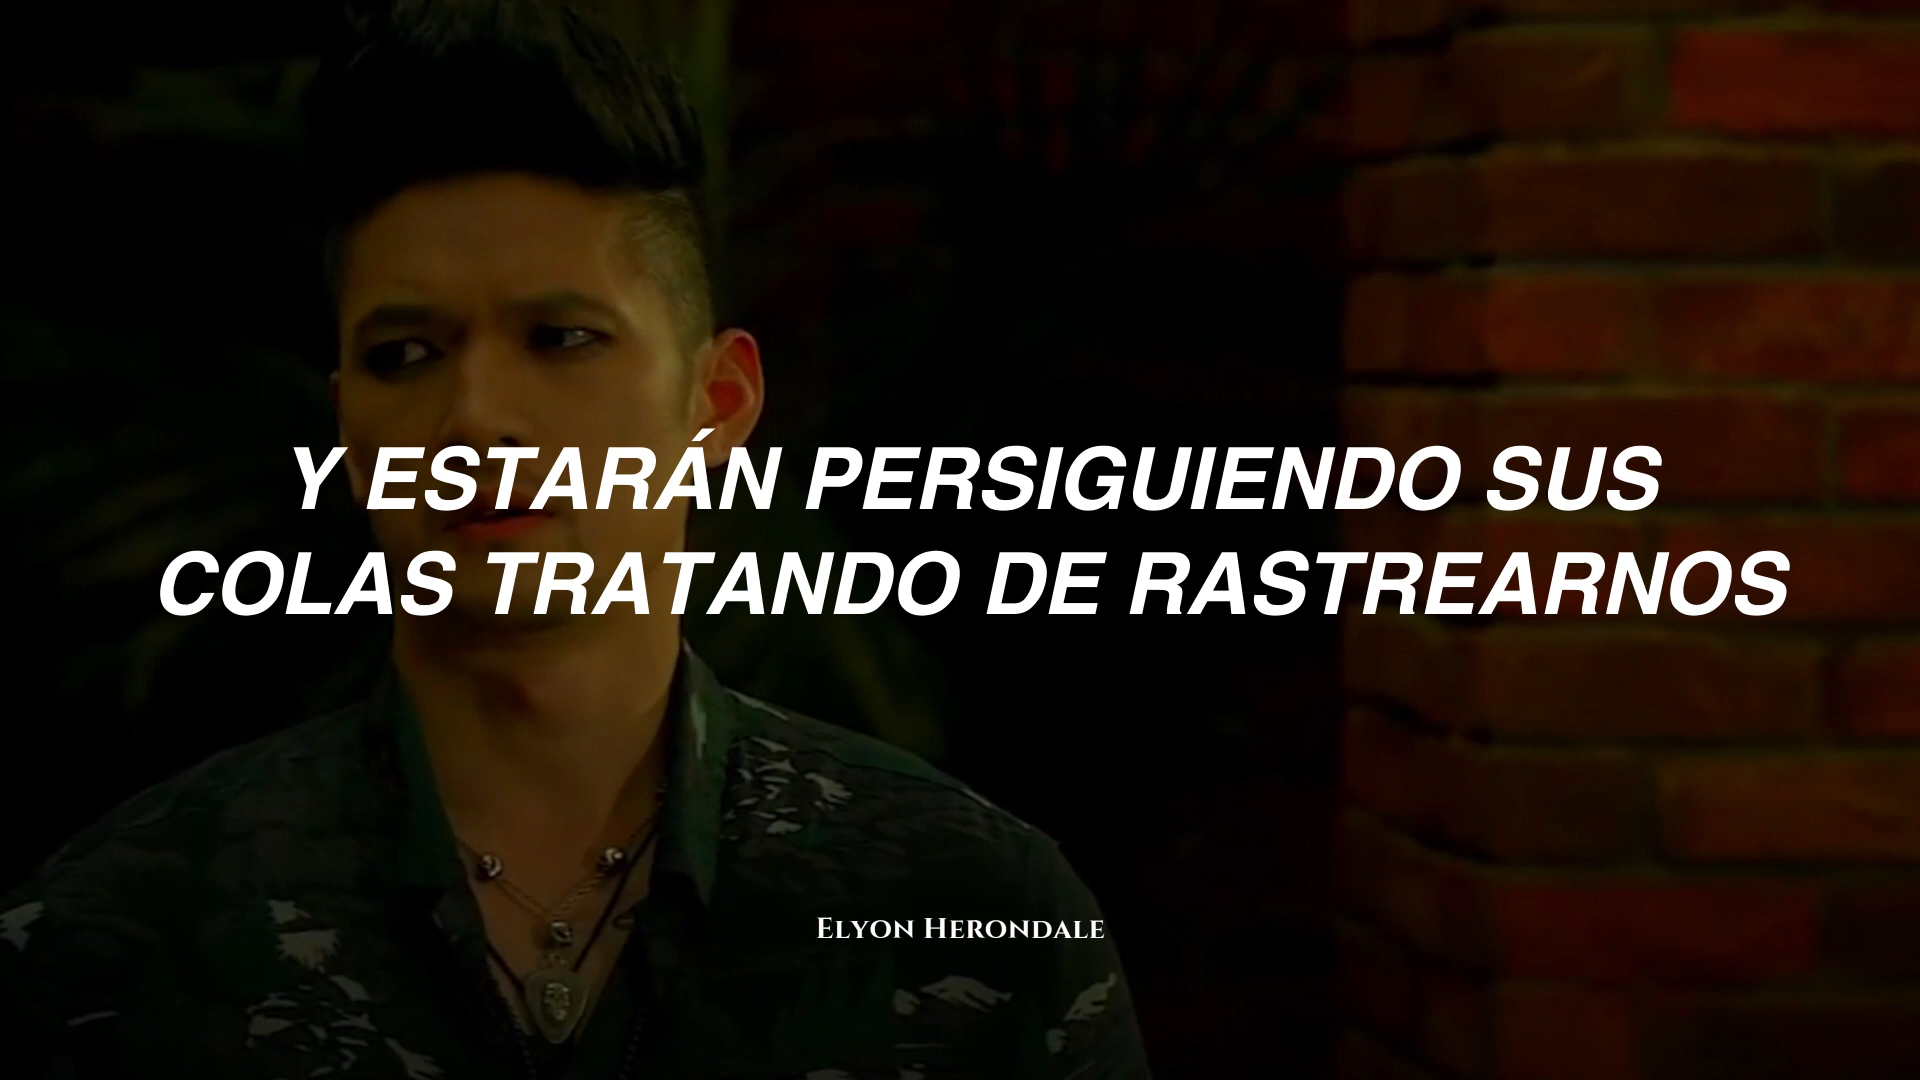 Y ESTARÁN PERSIGUIENDO SUS
COLAS TRATANDO DE RASTREARNOS
Elyon Herondale